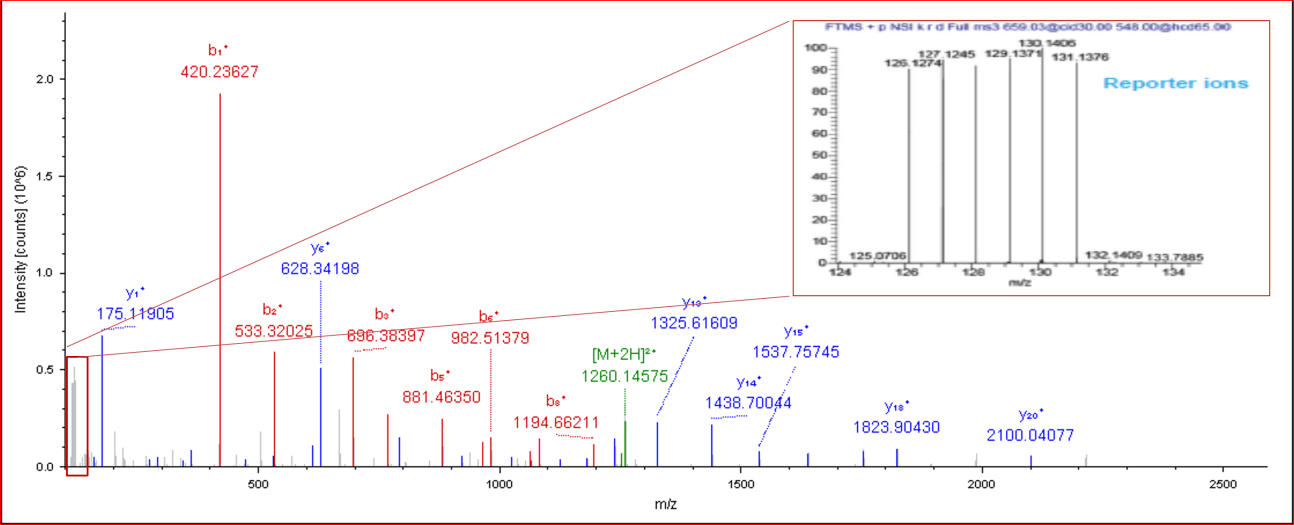 FTMS + p NSI k r d Full ms3 659.03@cid30.00 548.00@hcd65.00
Reporter ions
100
90
80
70
60
50
40
30
20
10
0
126.1274
127.1245
129.1371
130.1406
131.1376
125.0706
132.1409
133.7885
124
126
128
130
132
134
m/z
Intensity [counts] (10^6)
2.0
1.5
1.0
0.5
0.0
b₁⁺
420.23627
y₆⁺
628.34198
y₁⁺
175.11905
b₂⁺
533.32025
b₃⁺
696.38397
b₆⁺
982.51379
b₅⁺
881.46350
b₈⁺
1194.66211
[M+2H]²⁺
1260.14575
y₁₃⁺
1325.61609
y₁₅⁺
1537.75745
y₁₄⁺
1438.70044
y₁₈⁺
1823.90430
y₂₀⁺
2100.04077
500
1000
1500
2000
2500
m/z